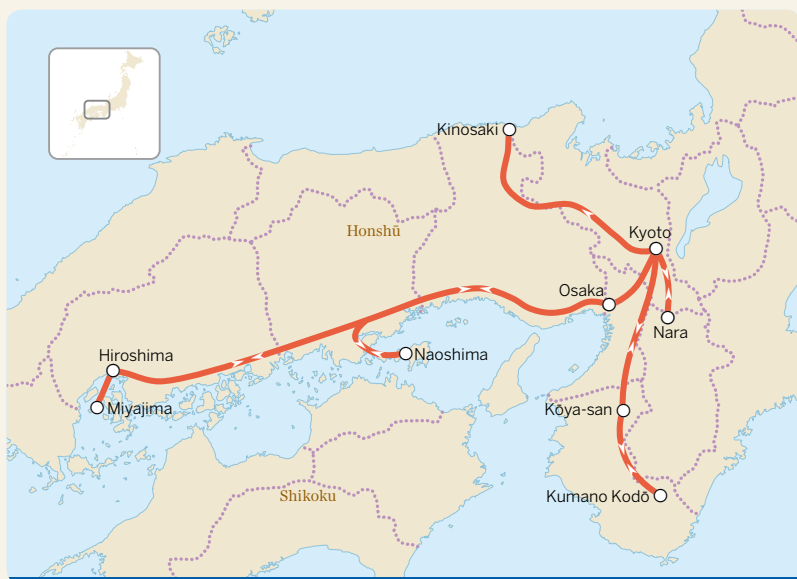 Kinosaki
Honshū
Kyoto
Osaka
Nara
Hiroshima
Naoshima
Miyajima
Kōya-san
Shikoku
Kumano Kodō